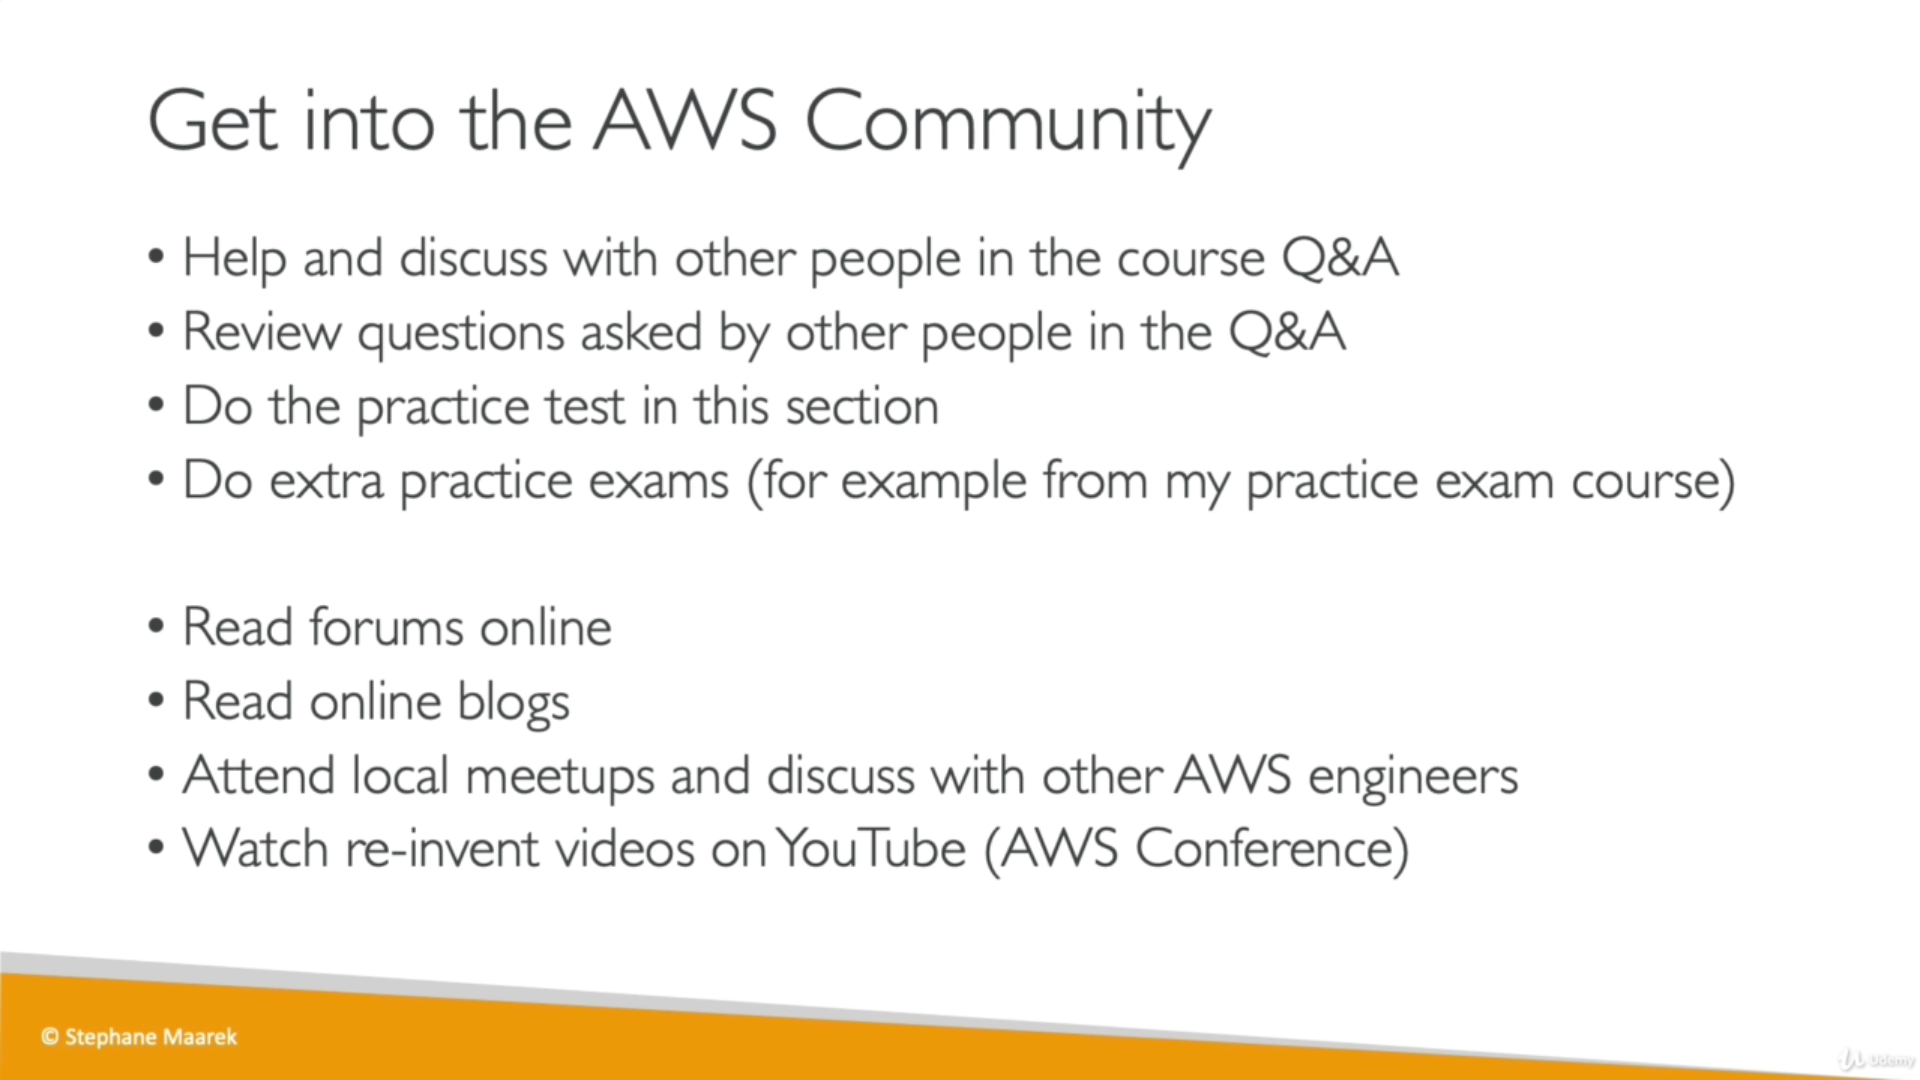 Get into the AWS Community
• Help and discuss with other people in the course Q&A
• Review questions asked by other people in the Q&A
• Do the practice test in this section
• Do extra practice exams (for example from my practice exam course)
• Read forums online
• Read online blogs
• Attend local meetups and discuss with other AWS engineers
• Watch re-invent videos on YouTube (AWS Conference)
© Stephane Maarek
Udemy